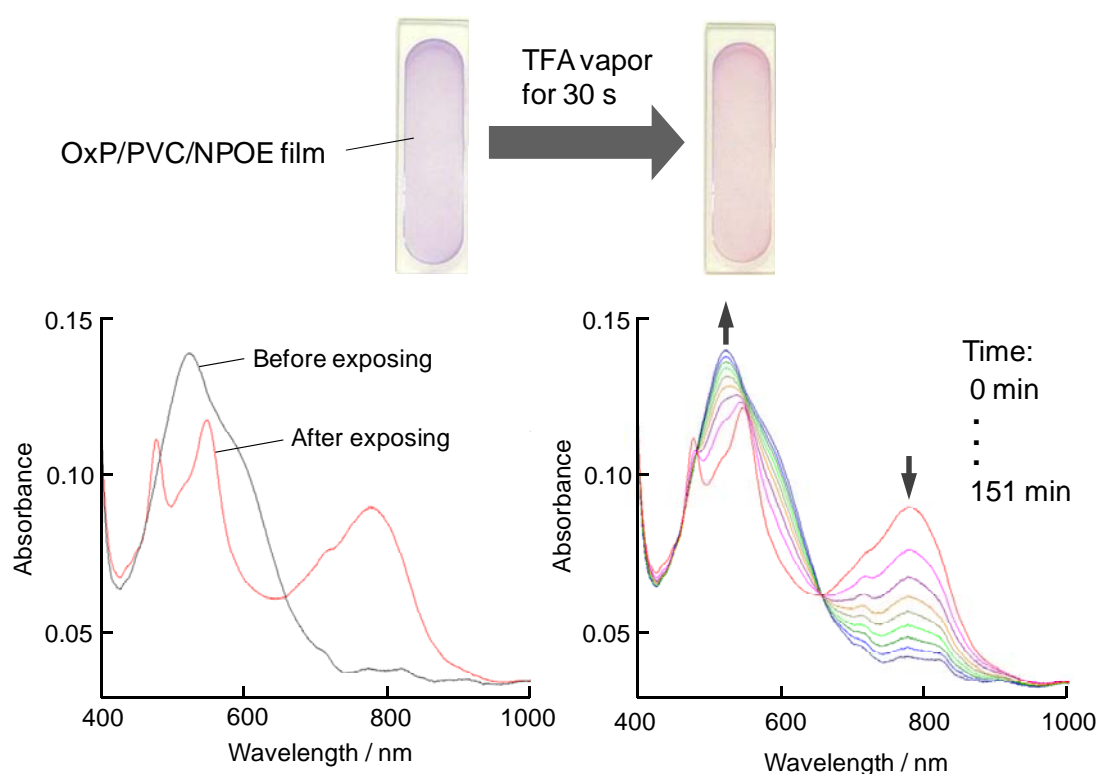 TFA vapor
for 30 s
OxP/PVC/NPOE film
0.15
0.10
0.05
Absorbance
Before exposing
After exposing
400
600
800
1000
Wavelength / nm
0.15
0.10
0.05
Absorbance
Time:
0 min
.
.
.
151 min
400
600
800
1000
Wavelength / nm